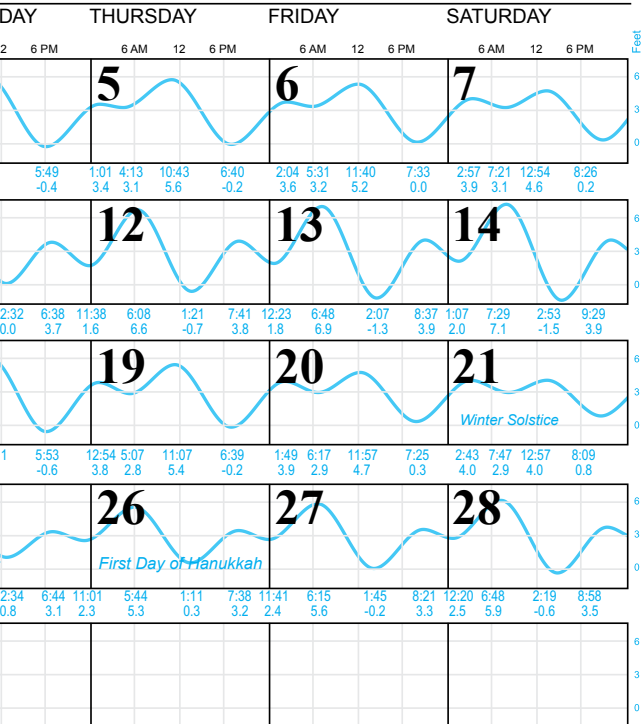 DAY THURSDAY FRIDAY SATURDAY
2 6 PM 6 AM 12 6 PM 6 AM 12 6 PM 6 AM 12 6 PM
Feet
5 6 7
6
3
0
5:49 1:01 4:13 10:43 6:40 2:04 5:31 11:40 7:33 2:57 7:21 12:54 8:26
-0.4 3.4 3.1 5.6 -0.2 3.6 3.2 5.2 0.0 3.9 3.1 4.6 0.2
12 13 14
6
3
0
2:32 6:38 11:38 6:08 1:21 7:41 12:23 6:48 2:07 8:37 1:07 7:29 2:53 9:29
0.0 3.7 1.6 6.6 -0.7 3.8 1.8 6.9 -1.3 3.9 2.0 7.1 -1.5 3.9
19 20 21
6
3
0
Winter Solstice
1 5:53 12:54 5:07 11:07 6:39 1:49 6:17 11:57 7:25 2:43 7:47 12:57 8:09
-0.6 3.8 2.8 5.4 -0.2 3.9 2.9 4.7 0.3 4.0 2.9 4.0 0.8
26 27 28
6
3
0
First Day of Hanukkah
2:34 6:44 11:01 5:44 1:11 7:38 11:41 6:15 1:45 8:21 12:20 6:48 2:19 8:58
0.8 3.1 2.3 5.3 0.3 3.2 2.4 5.6 -0.2 3.3 2.5 5.9 -0.6 3.5
6
3
0